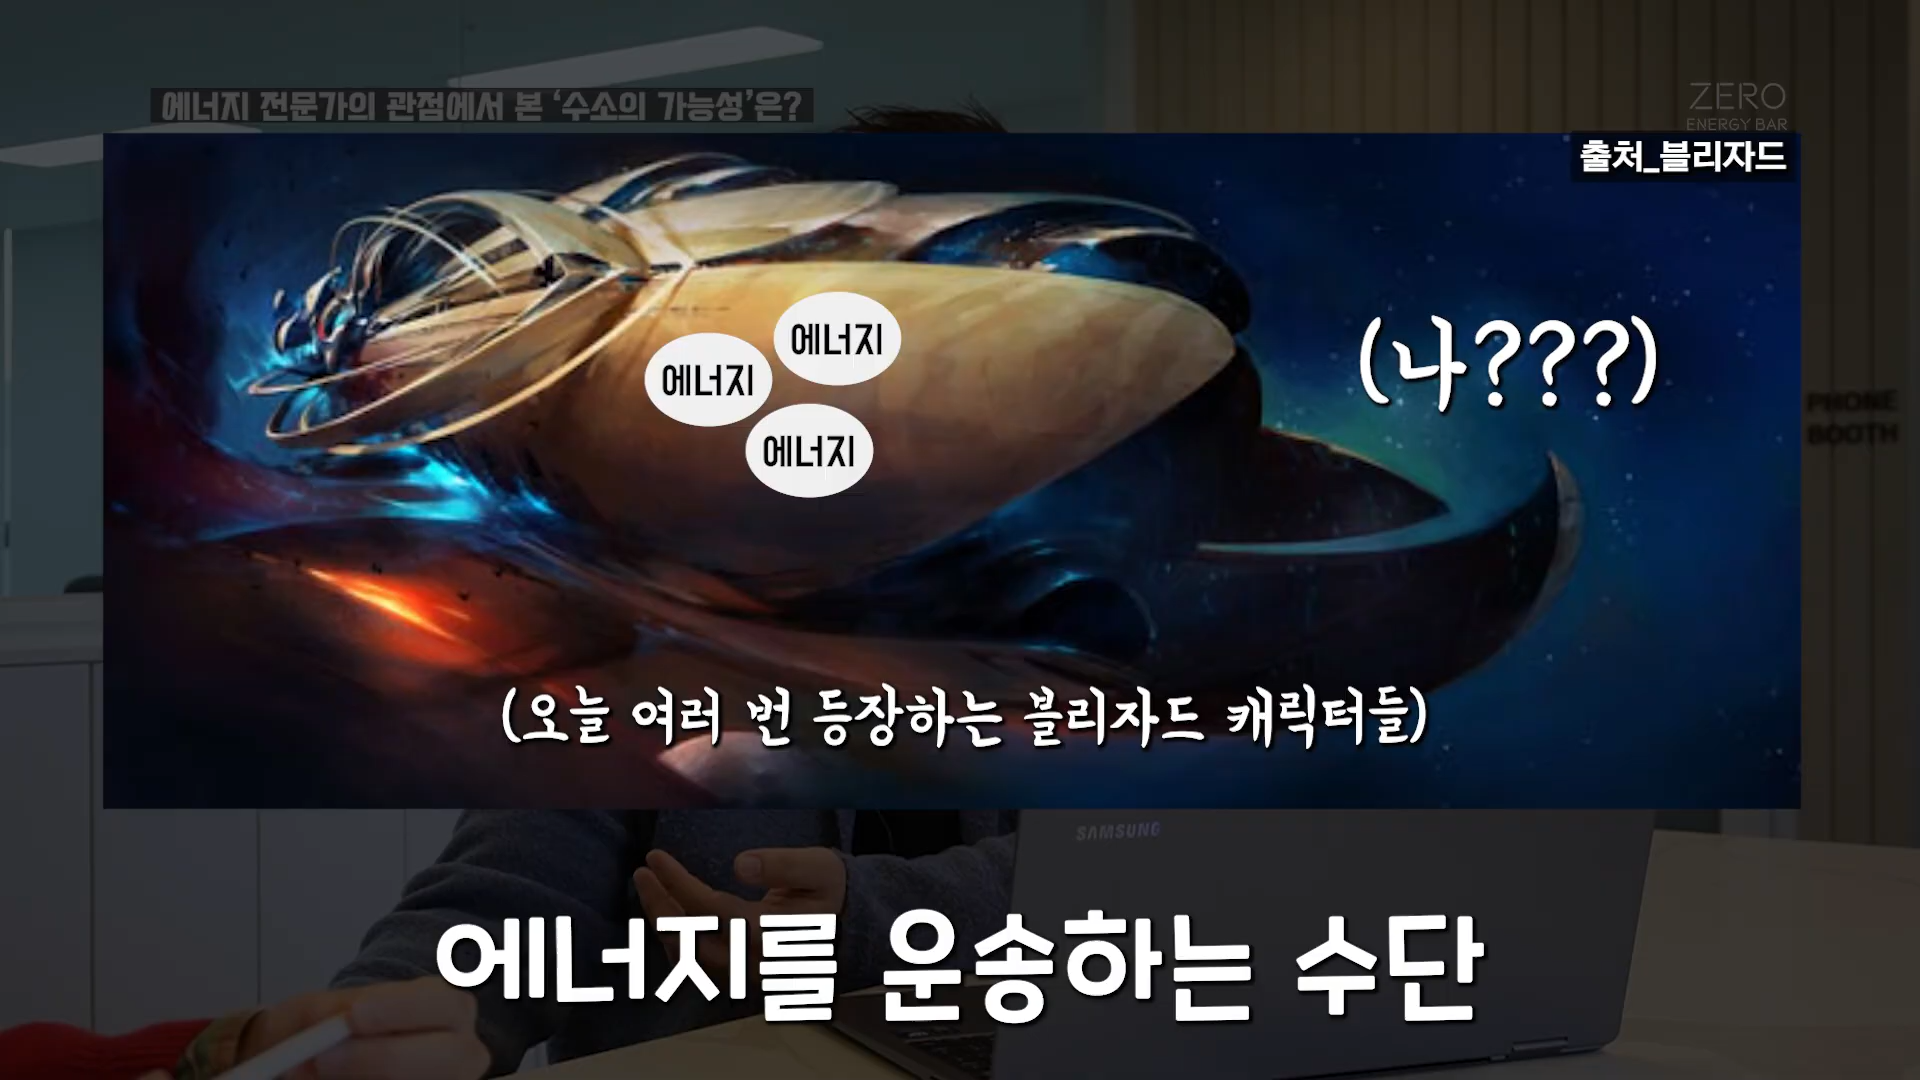 에너지 전문가의 관점에서 본 ‘수소의 가능성’은?
ZERO
ENERGY BAR
출처_블리자드
에너지
에너지
에너지
(나???)
PHONE
BOOTH
(오늘 여러 번 등장하는 블리자드 캐릭터들)
SAMSUNG
에너지를 운송하는 수단